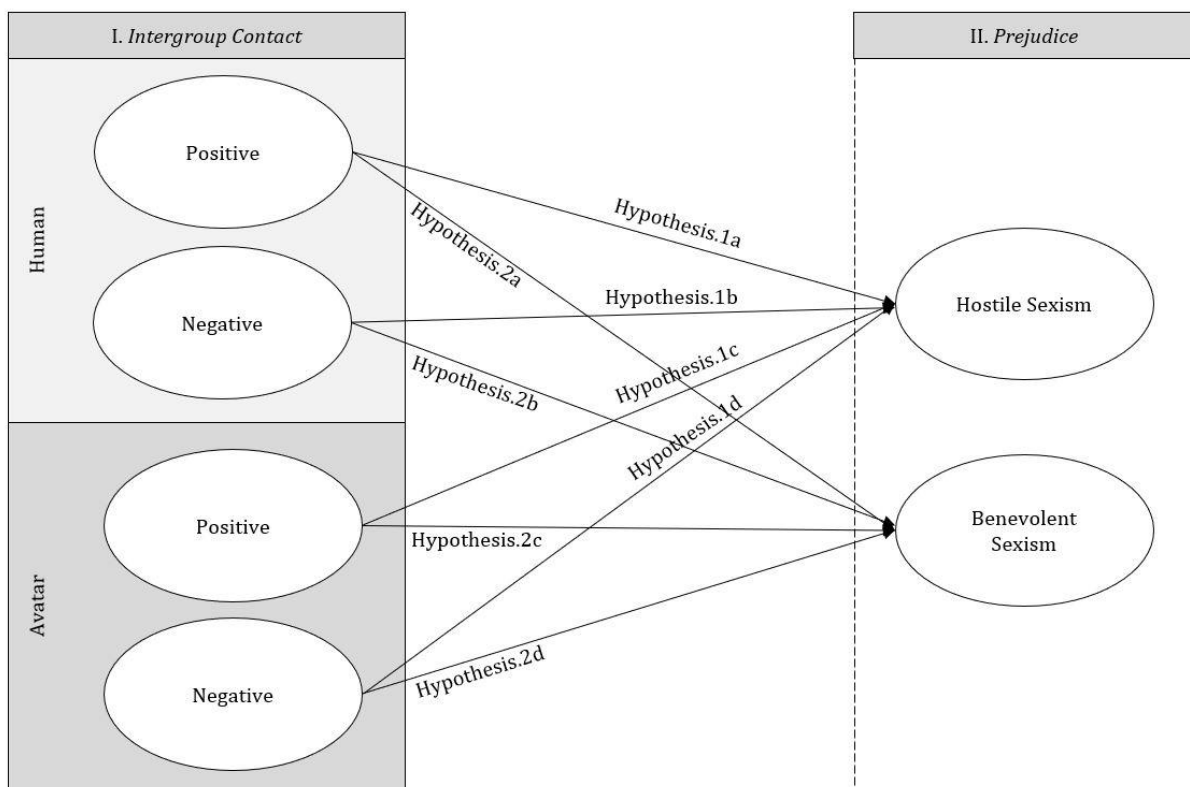 I. Intergroup Contact
II. Prejudice
Human
Positive
Negative
Avatar
Positive
Negative
Hypothesis.1a
Hypothesis.2a
Hypothesis.1b
Hypothesis.1c
Hypothesis.2b
Hypothesis.1d
Hypothesis.2c
Hypothesis.2d
Hostile Sexism
Benevolent
Sexism